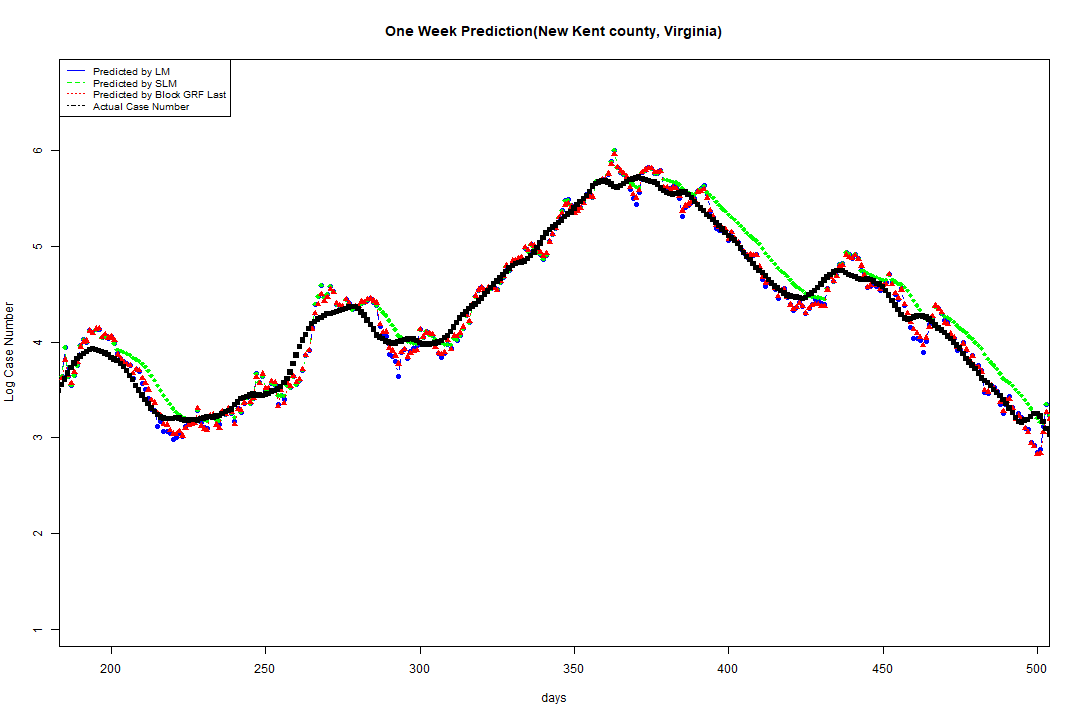 One Week Prediction(New Kent county, Virginia)
Predicted by LM
Predicted by SLM
Predicted by Block GRF Last
Actual Case Number
6
5
4
3
2
1
Log Case Number
200 250 300 350 400 450 500
days